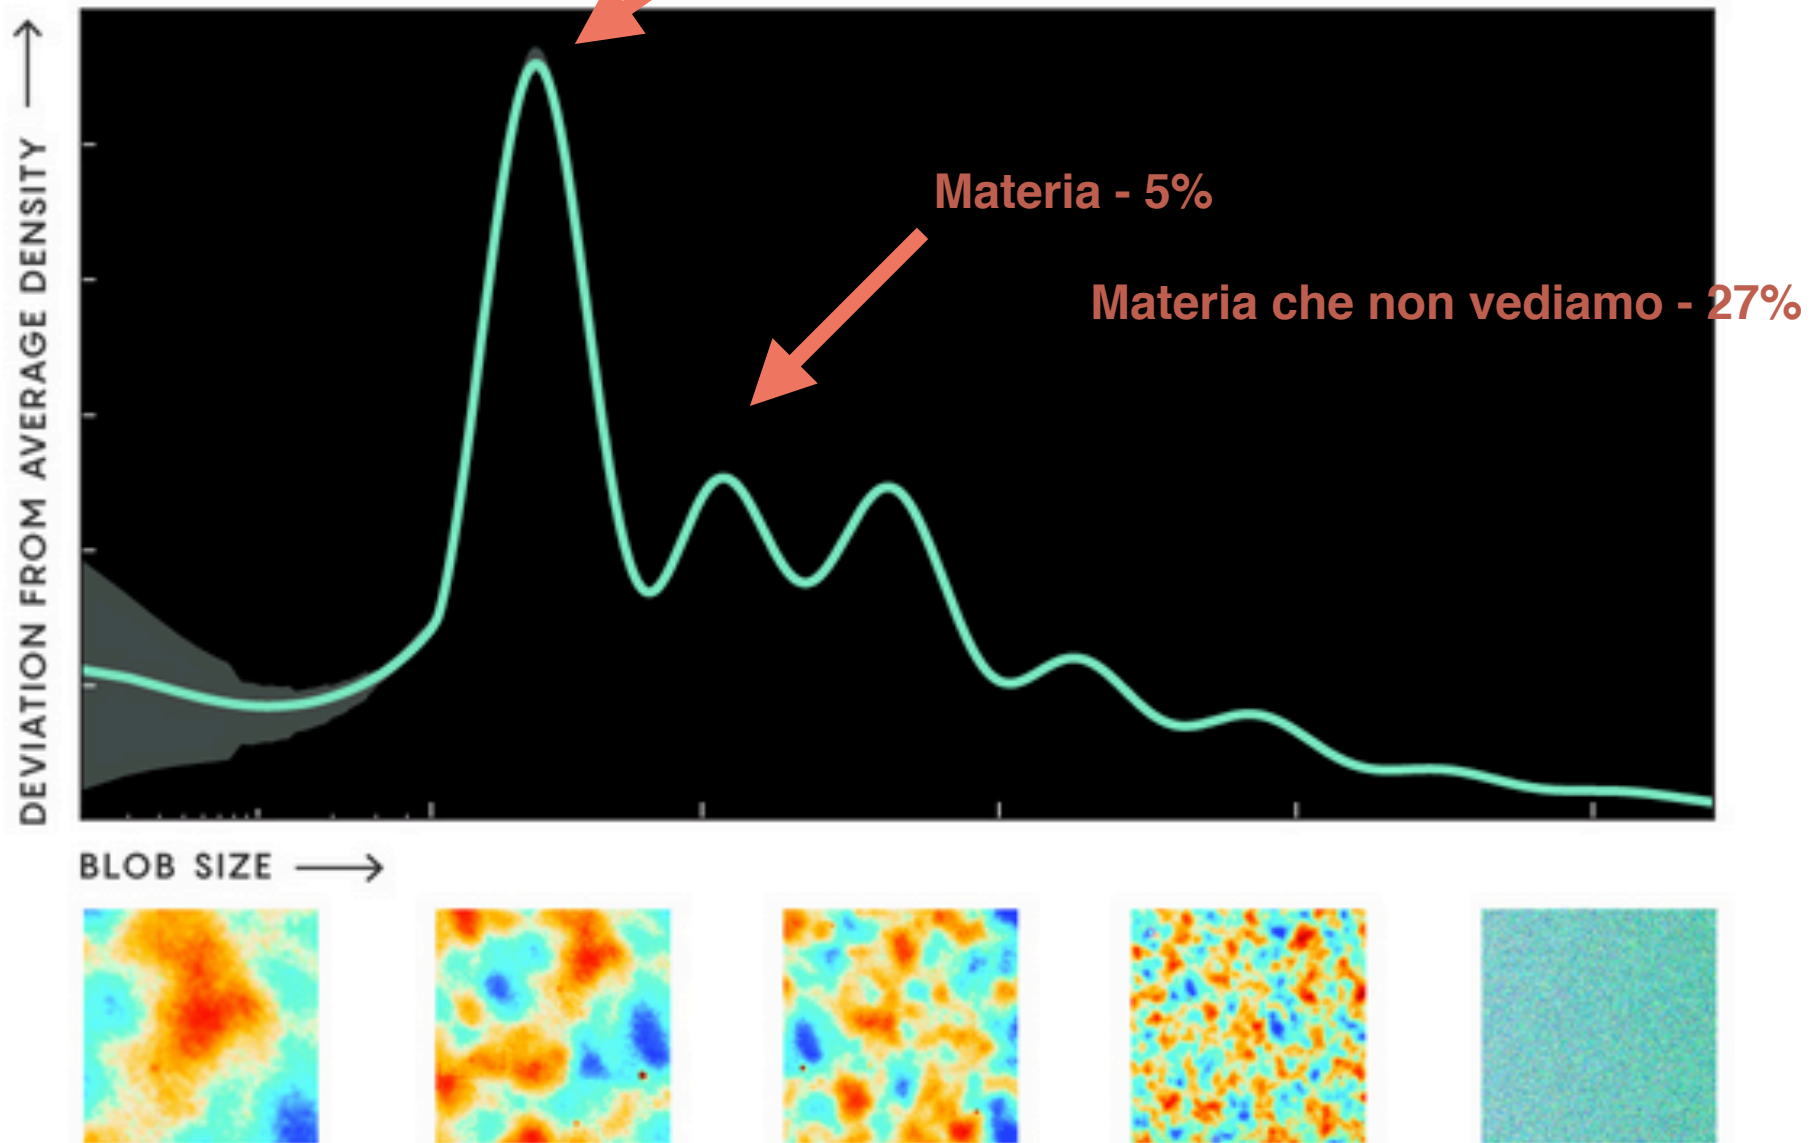 DEVIATION FROM AVERAGE DENSITY
Materia - 5%
Materia che non vediamo - 27%
BLOB SIZE